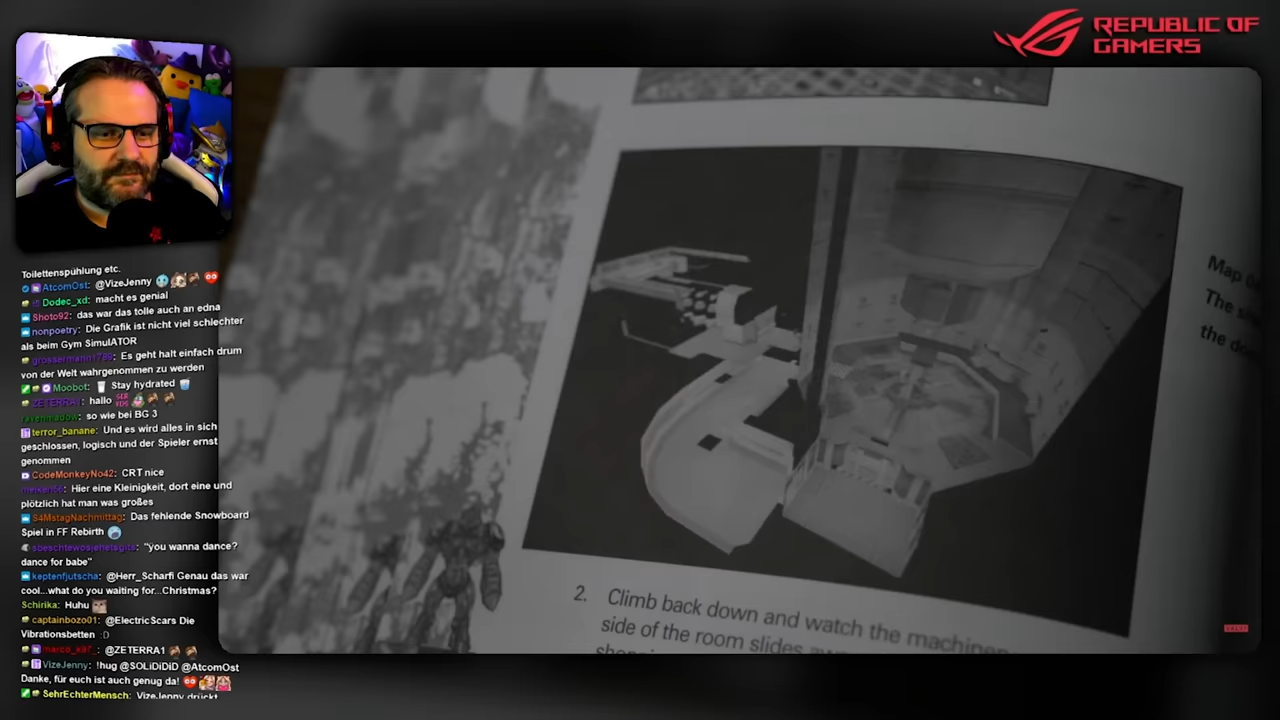 REPUBLIC OF
GAMERS
Toilettenspühlung etc.
AtcomOst: @VizeJenny
Dodec_xd: macht es genial
Shoto92: das war das tolle auch an edna
nonpoetry: Die Grafik ist nicht viel schlechter
als beim Gym SimulATOR
grossermann1789: Es geht halt einfach drum
von der Welt wahrgenommen zu werden
Moobot: Stay hydrated
ZETERRA1: hallo
so wie bei BG 3
terror_banane: Und es wird alles in sich
geschlossen, logisch und der Spieler ernst
genommen
CodeMonkeyNo42: CRT nice
Hier eine Kleinigkeit, dort eine und
plötzlich hat man was großes
S4MstagNachmittag: Das fehlende Snowboard
Spiel in FF Rebirth
"you wanna dance?
dance for babe"
keptenfjutscha: @Herr_Scharfi Genau das war
cool...what do you waiting for...Christmas?
Schirika: Huhu
captainbozo01: @ElectricScars Die
Vibrationsbetten :D
@ZETERRA1
VizeJenny: !hug @SOLiDiDiD @AtcomOst
Danke, für euch ist auch genug da!
SehrEchterMensch: VizeJenny drückt
Map
The
the
2. Climb back down and watch the machinery
side of the room slides
VALVE